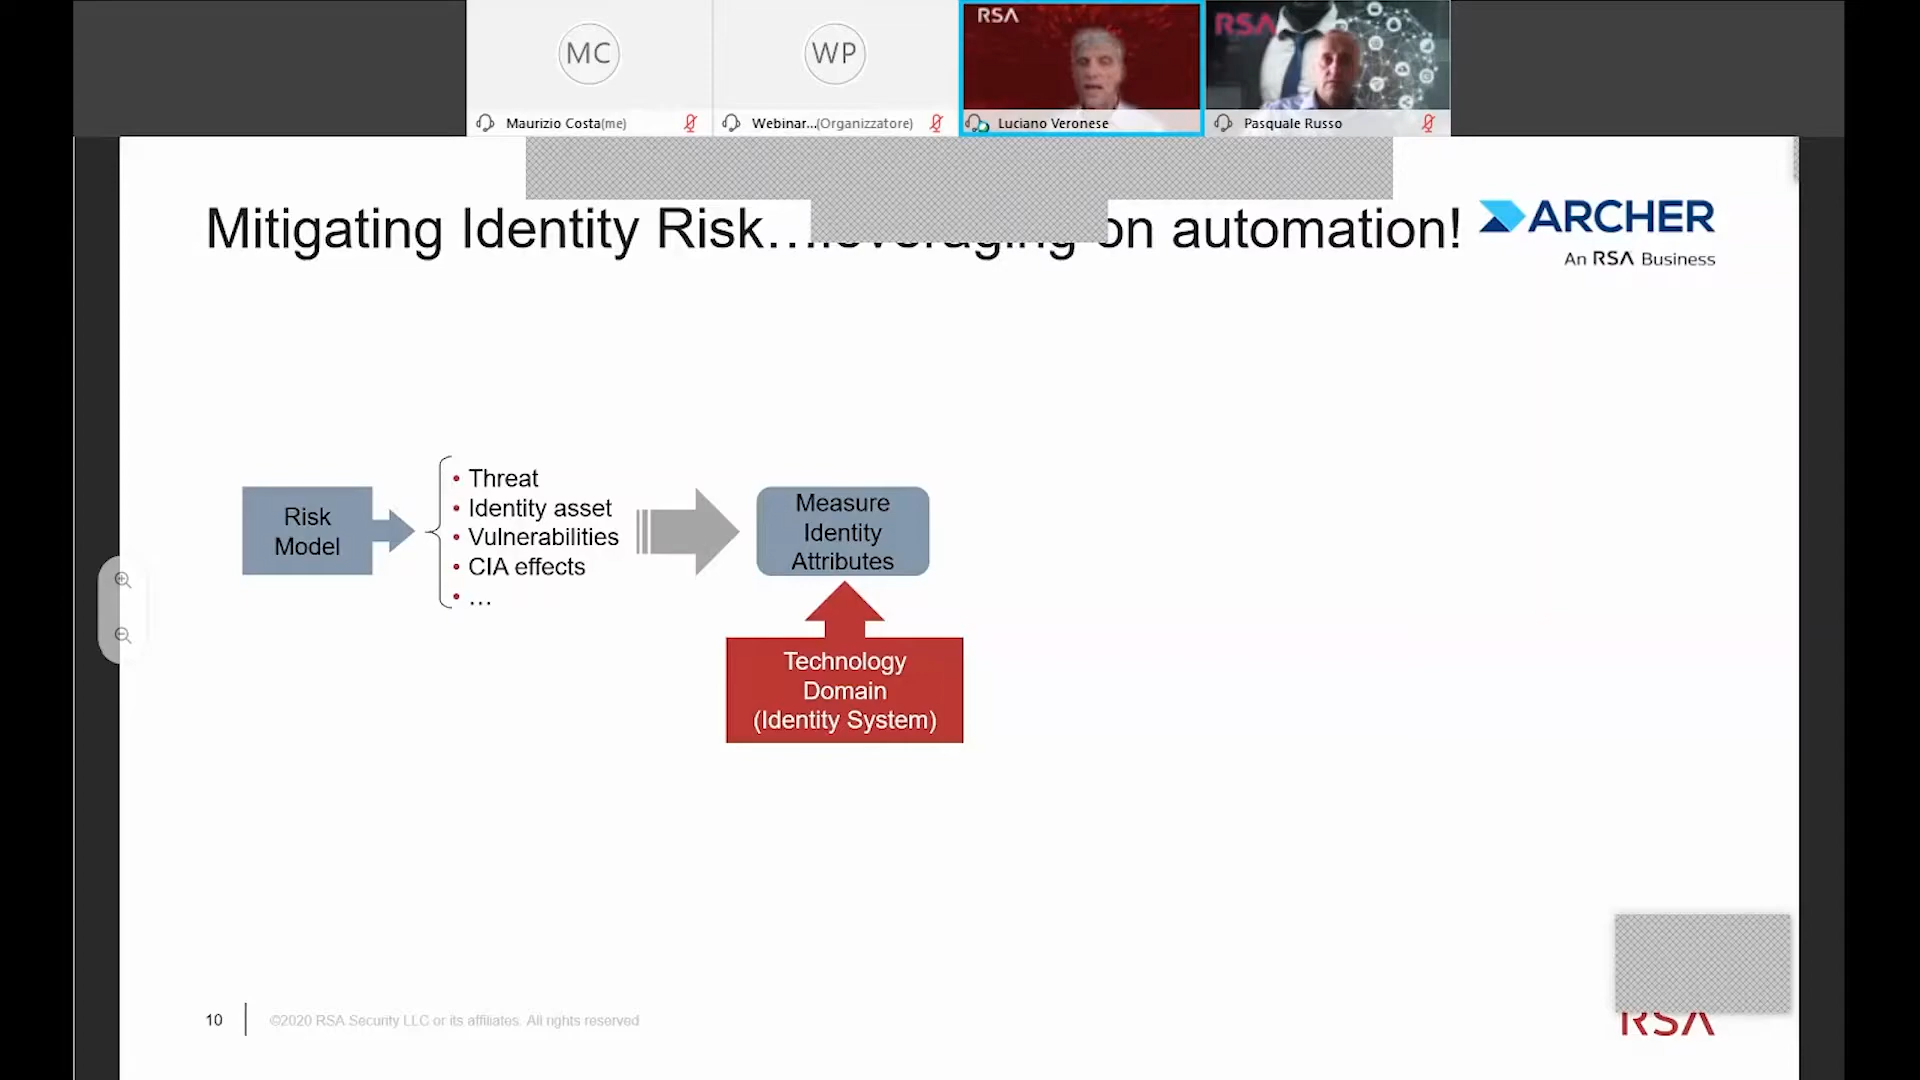 MC
WP
RSA
RSA
Maurizio Costa(me)
Webinar...(Organizzatore)
Luciano Veronese
Pasquale Russo
Mitigating Identity Risk... on automation!
ARCHER
An RSA Business
Risk
Model
• Threat
• Identity asset
• Vulnerabilities
• CIA effects
• ...
Measure
Identity
Attributes
Technology
Domain
(Identity System)
10
©2020 RSA Security LLC or its affiliates. All rights reserved
RSA